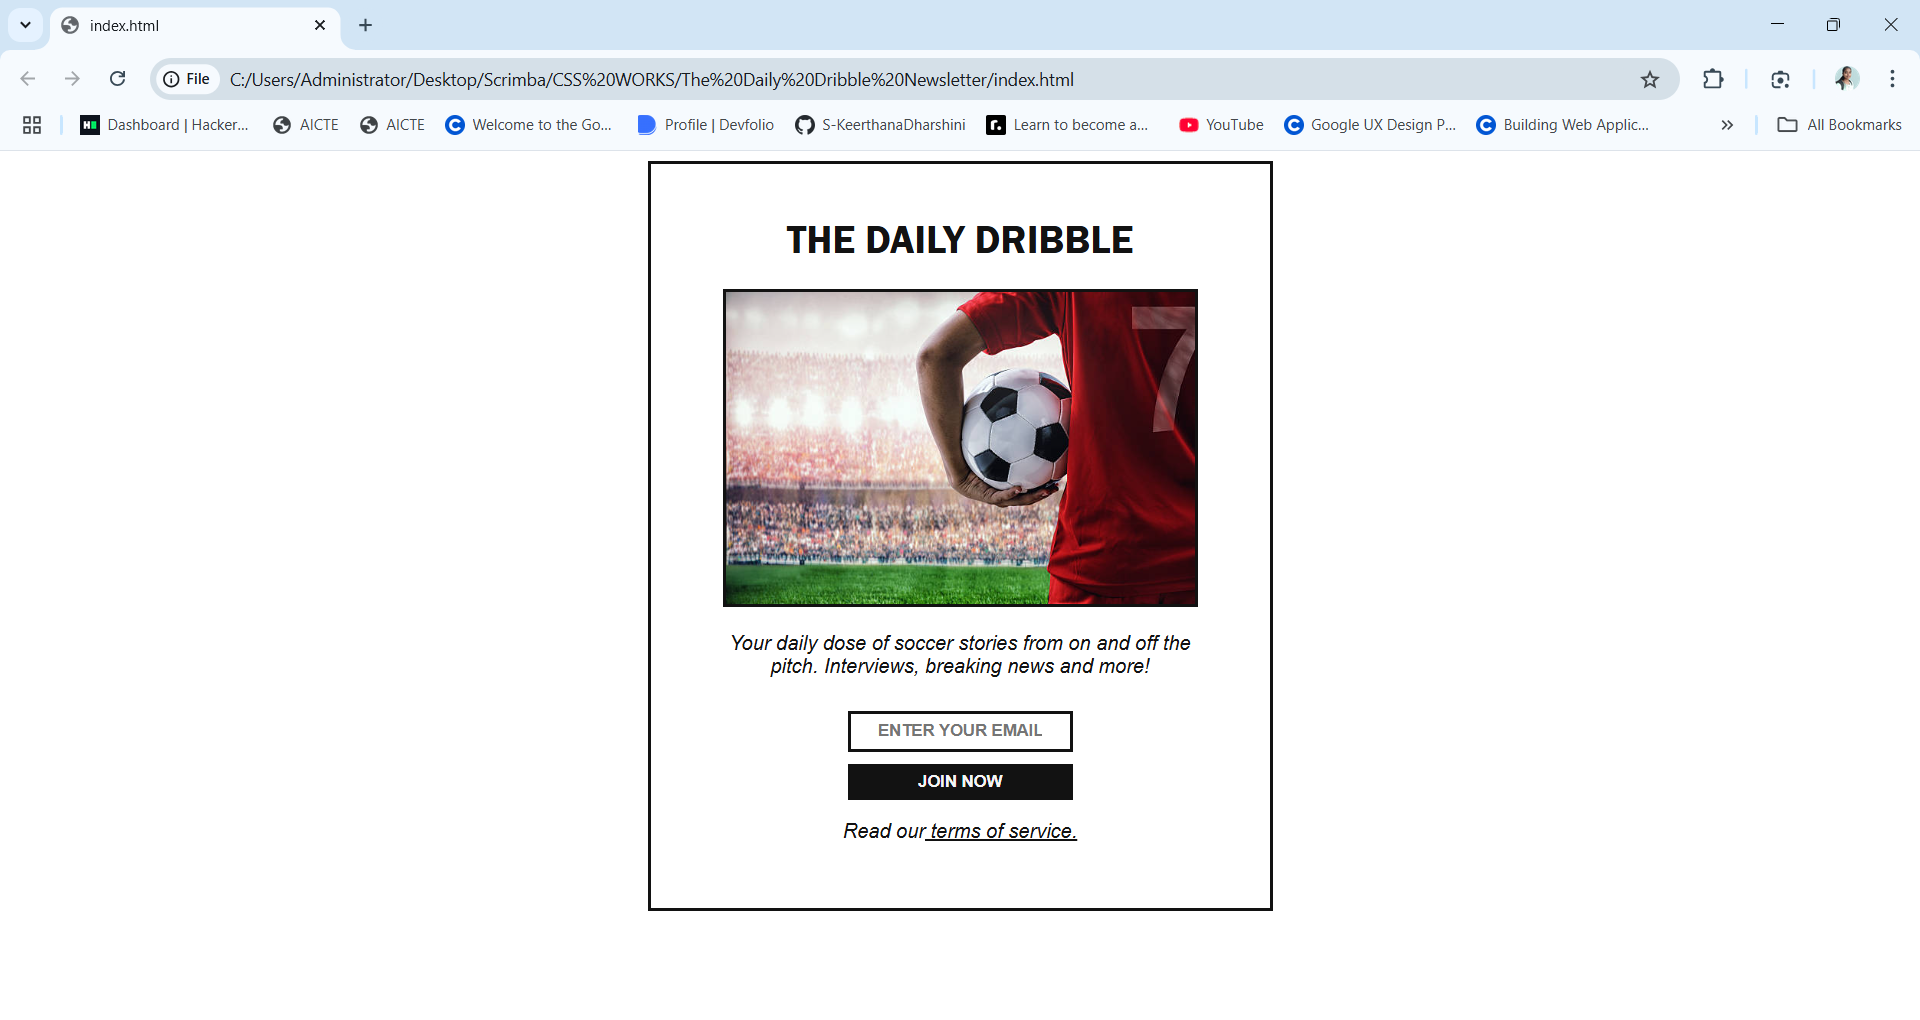 index.html
File
C:/Users/Administrator/Desktop/Scrimba/CSS%20WORKS/The%20Daily%20Dribble%20Newsletter/index.html
Dashboard | Hacker...
AICTE
AICTE
Welcome to the Go...
Profile | Devfolio
S-KeerthanaDharshini
Learn to become a...
YouTube
Google UX Design P...
Building Web Applic...
All Bookmarks
THE DAILY DRIBBLE
7
Your daily dose of soccer stories from on and off the
pitch. Interviews, breaking news and more!
ENTER YOUR EMAIL
JOIN NOW
Read our terms of service.